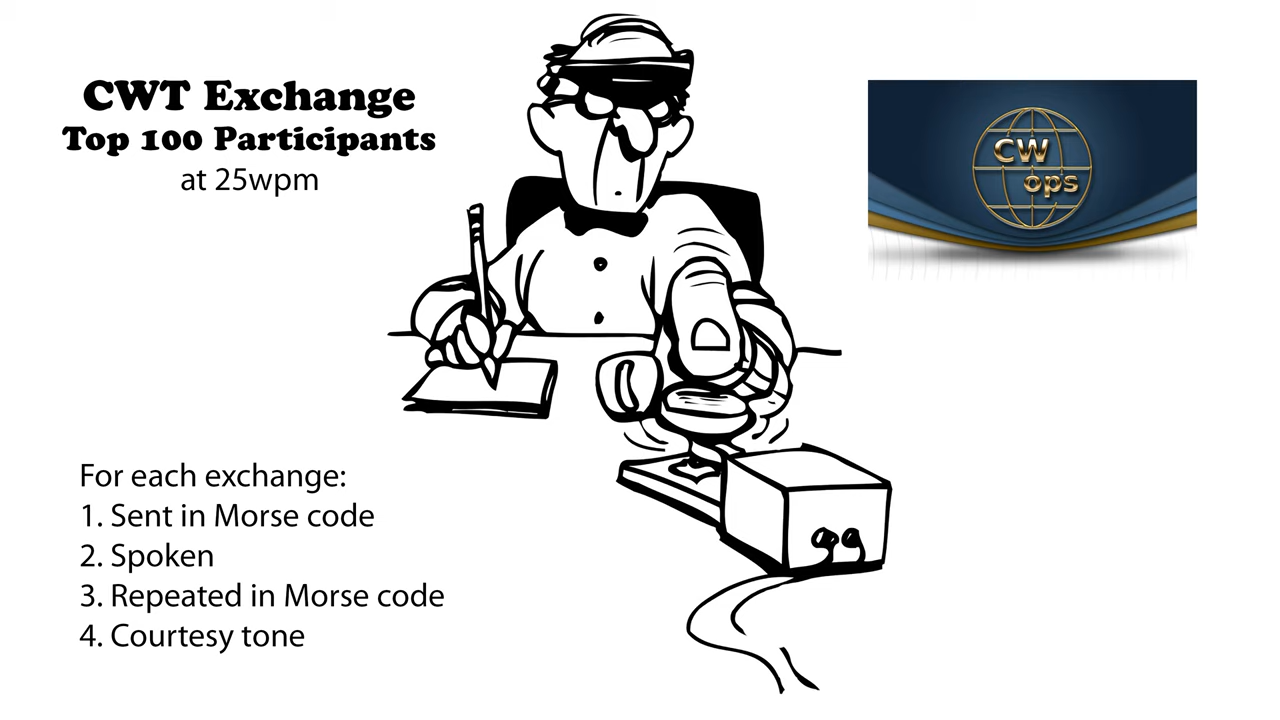 CWT Exchange
Top 100 Participants
at 25wpm
CW
ops
For each exchange:
1. Sent in Morse code
2. Spoken
3. Repeated in Morse code
4. Courtesy tone